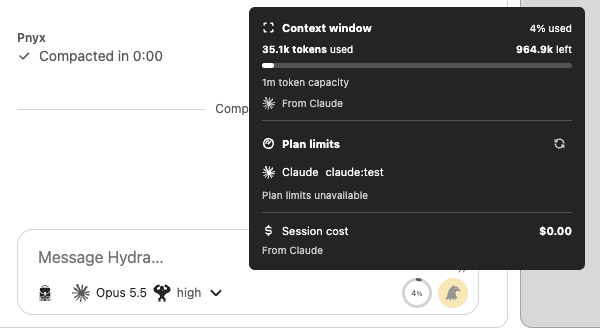 Pnyx
Compacted in 0:00
Comp
Context window 4% used
35.1k tokens used 964.9k left
1m token capacity
From Claude
Plan limits
Claude claude:test
Plan limits unavailable
$ Session cost $0.00
From Claude
Message Hydra...
Opus 5.5 high 4%